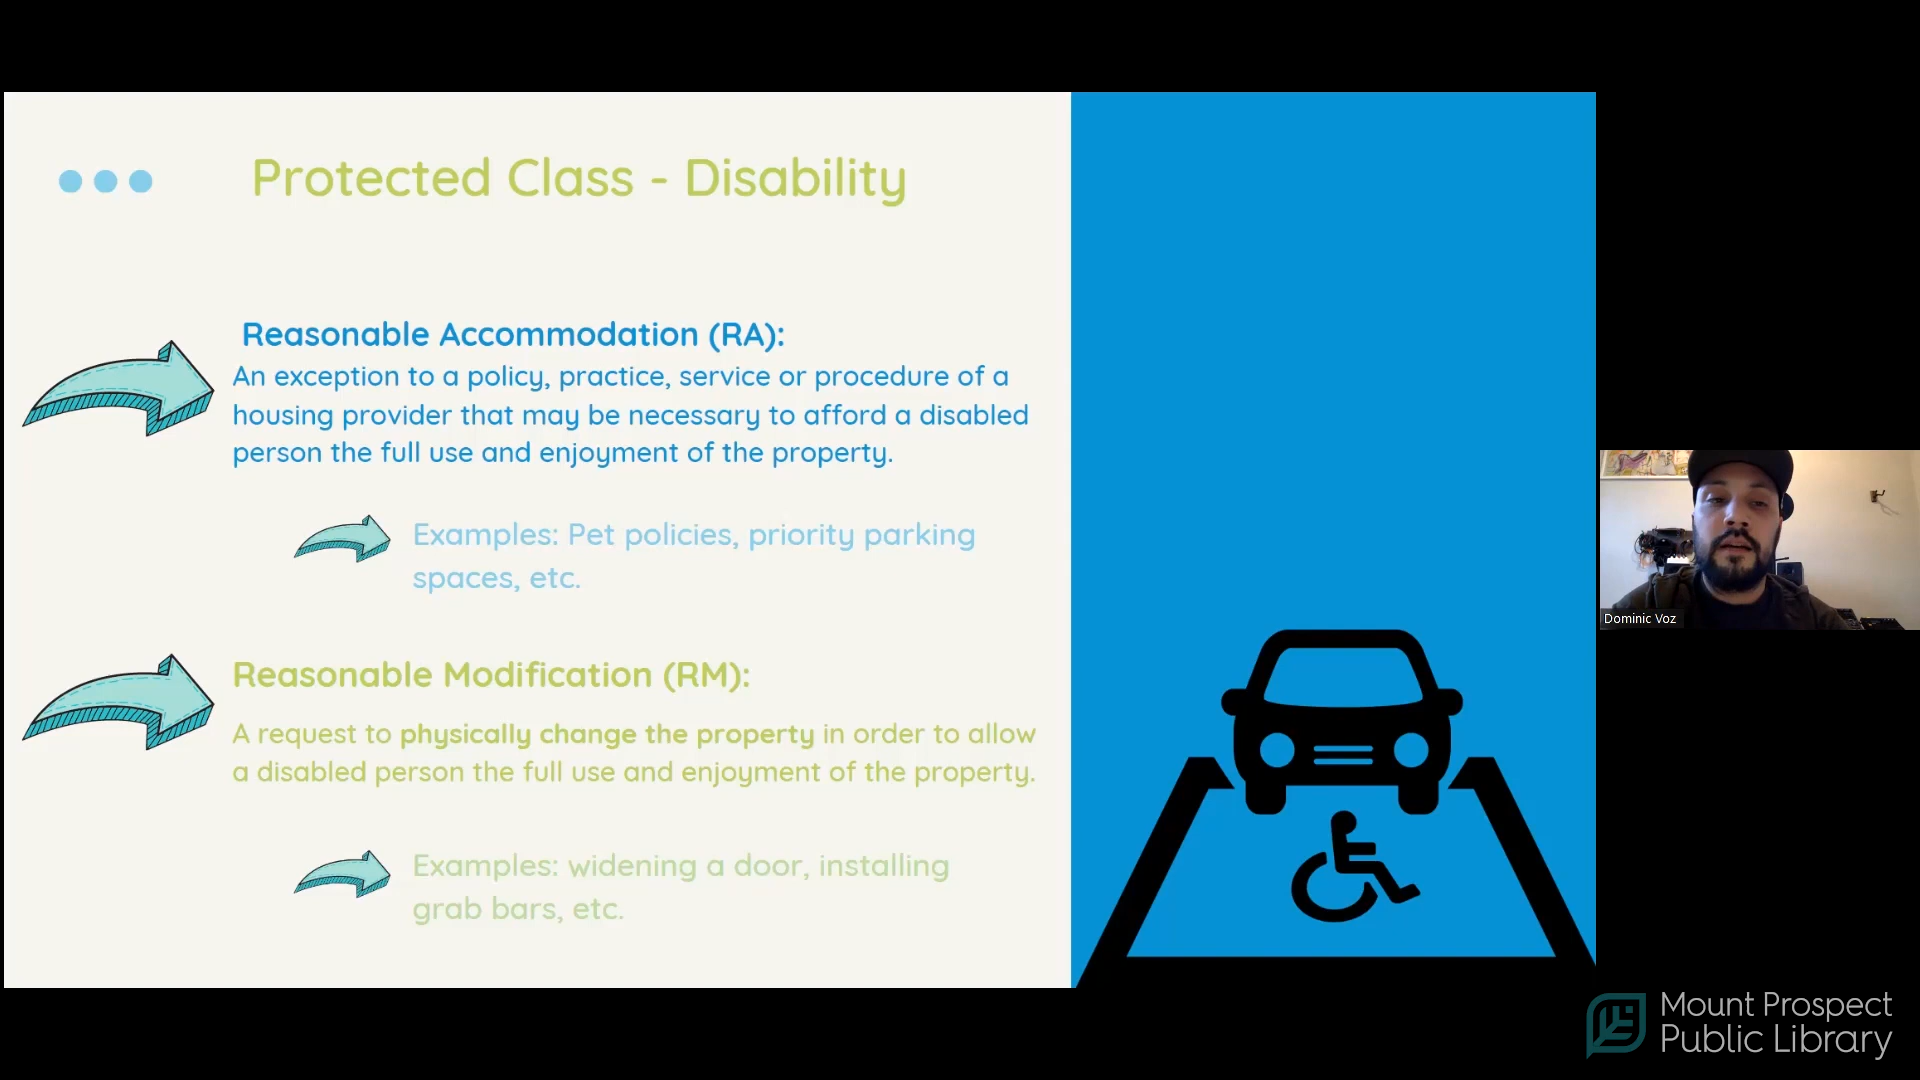 Protected Class - Disability
Reasonable Accommodation (RA):
An exception to a policy, practice, service or procedure of a
housing provider that may be necessary to afford a disabled
person the full use and enjoyment of the property.
Examples: Pet policies, priority parking
spaces, etc.
Reasonable Modification (RM):
A request to physically change the property in order to allow
a disabled person the full use and enjoyment of the property.
Examples: widening a door, installing
grab bars, etc.
Dominic Voz
Mount Prospect
Public Library